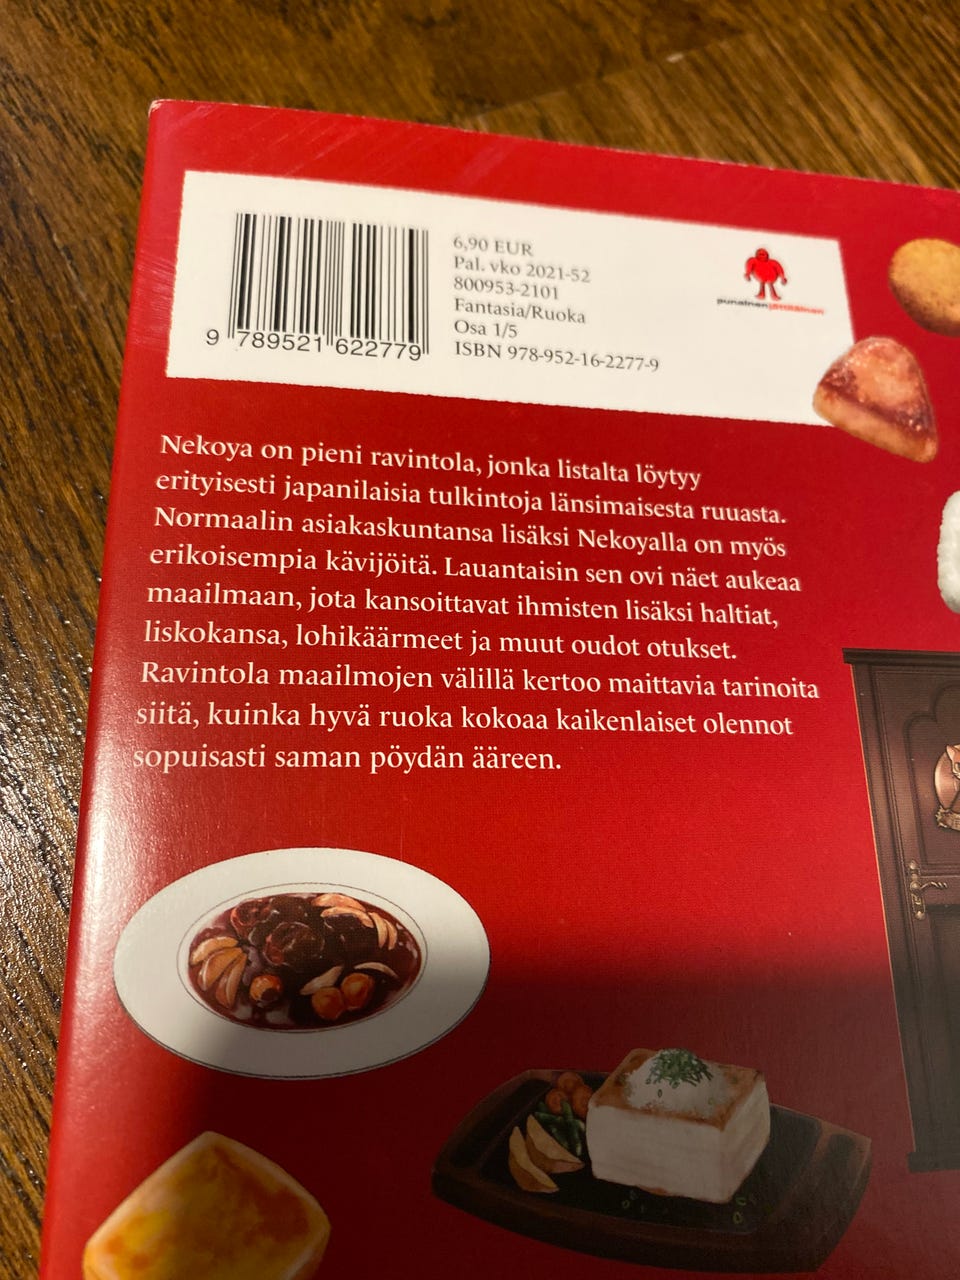 6,90 EUR
Pal. vko 2021-52
800953-2101
Fantasia/Ruoka
Osa 1/5
ISBN 978-952-16-2277-9
9 789521 622779
punainenjättiläinen
Nekoya on pieni ravintola, jonka listalta löytyy
erityisesti japanilaisia tulkintoja länsimaisesta ruuasta.
Normaalin asiakaskuntansa lisäksi Nekoyalla on myös
erikoisempia kävijöitä. Lauantaisin sen ovi näet aukeaa
maailmaan, jota kansoittavat ihmisten lisäksi haltiat,
liskokansa, lohikäärmeet ja muut oudot otukset.
Ravintola maailmojen välillä kertoo maittavia tarinoita
siitä, kuinka hyvä ruoka kokoaa kaikenlaiset olennot
sopuisasti saman pöydän ääreen.